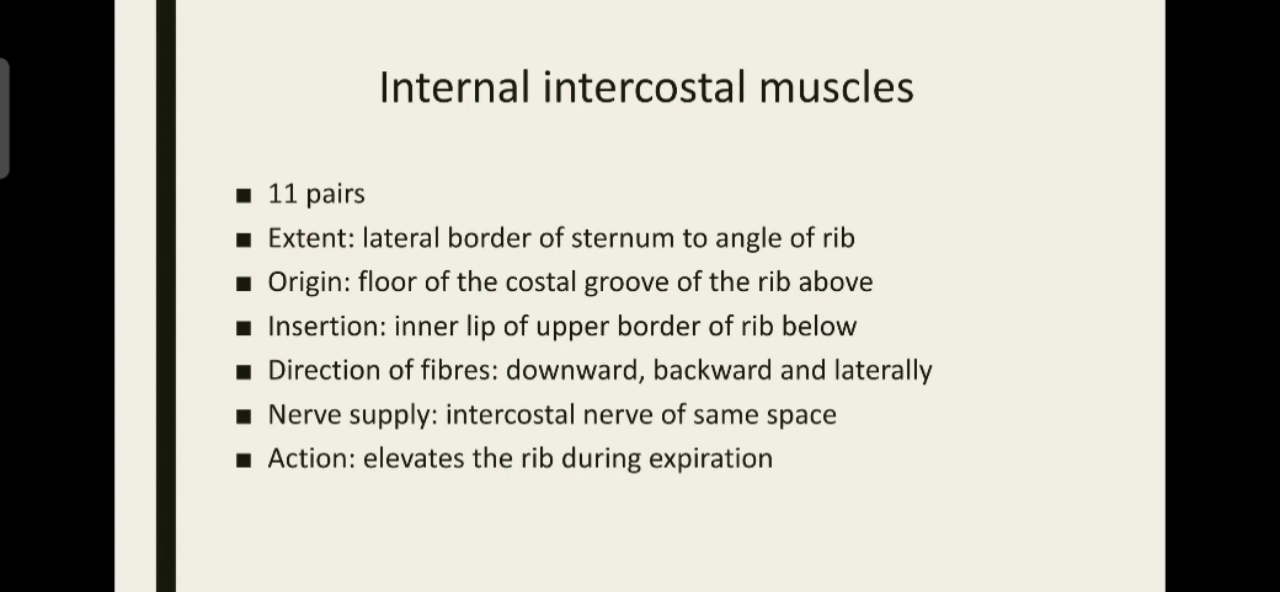 Internal intercostal muscles
■ 11 pairs
■ Extent: lateral border of sternum to angle of rib
■ Origin: floor of the costal groove of the rib above
■ Insertion: inner lip of upper border of rib below
■ Direction of fibres: downward, backward and laterally
■ Nerve supply: intercostal nerve of same space
■ Action: elevates the rib during expiration